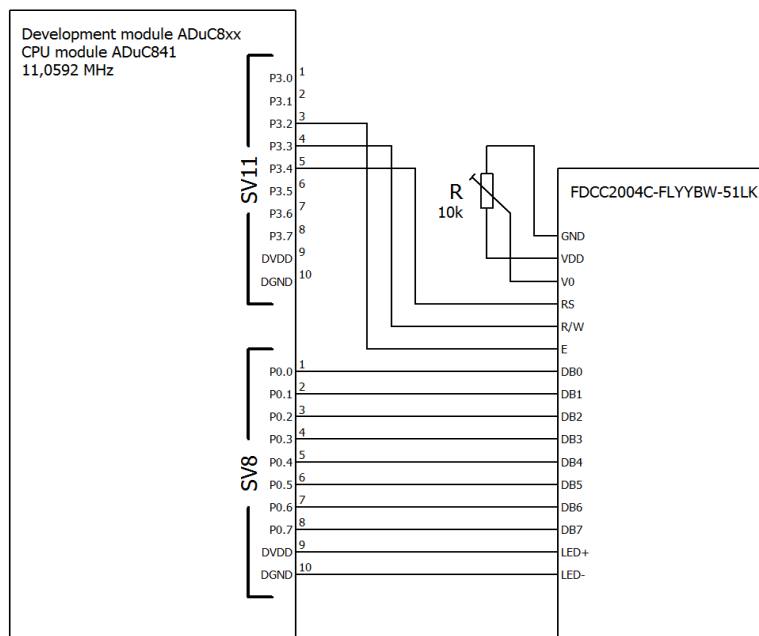 Development module ADuC8xx
CPU module ADuC841
11,0592 MHz
SV11
P3.0 1
P3.1 2
P3.2 3
P3.3 4
P3.4 5
P3.5 6
P3.6 7
P3.7 8
DVDD 9
DGND 10
SV8
P0.0 1
P0.1 2
P0.2 3
P0.3 4
P0.4 5
P0.5 6
P0.6 7
P0.7 8
DVDD 9
DGND 10
R
10k
FDCC2004C-FLYYBW-51LK
GND
VDD
V0
RS
R/W
E
DB0
DB1
DB2
DB3
DB4
DB5
DB6
DB7
LED+
LED-